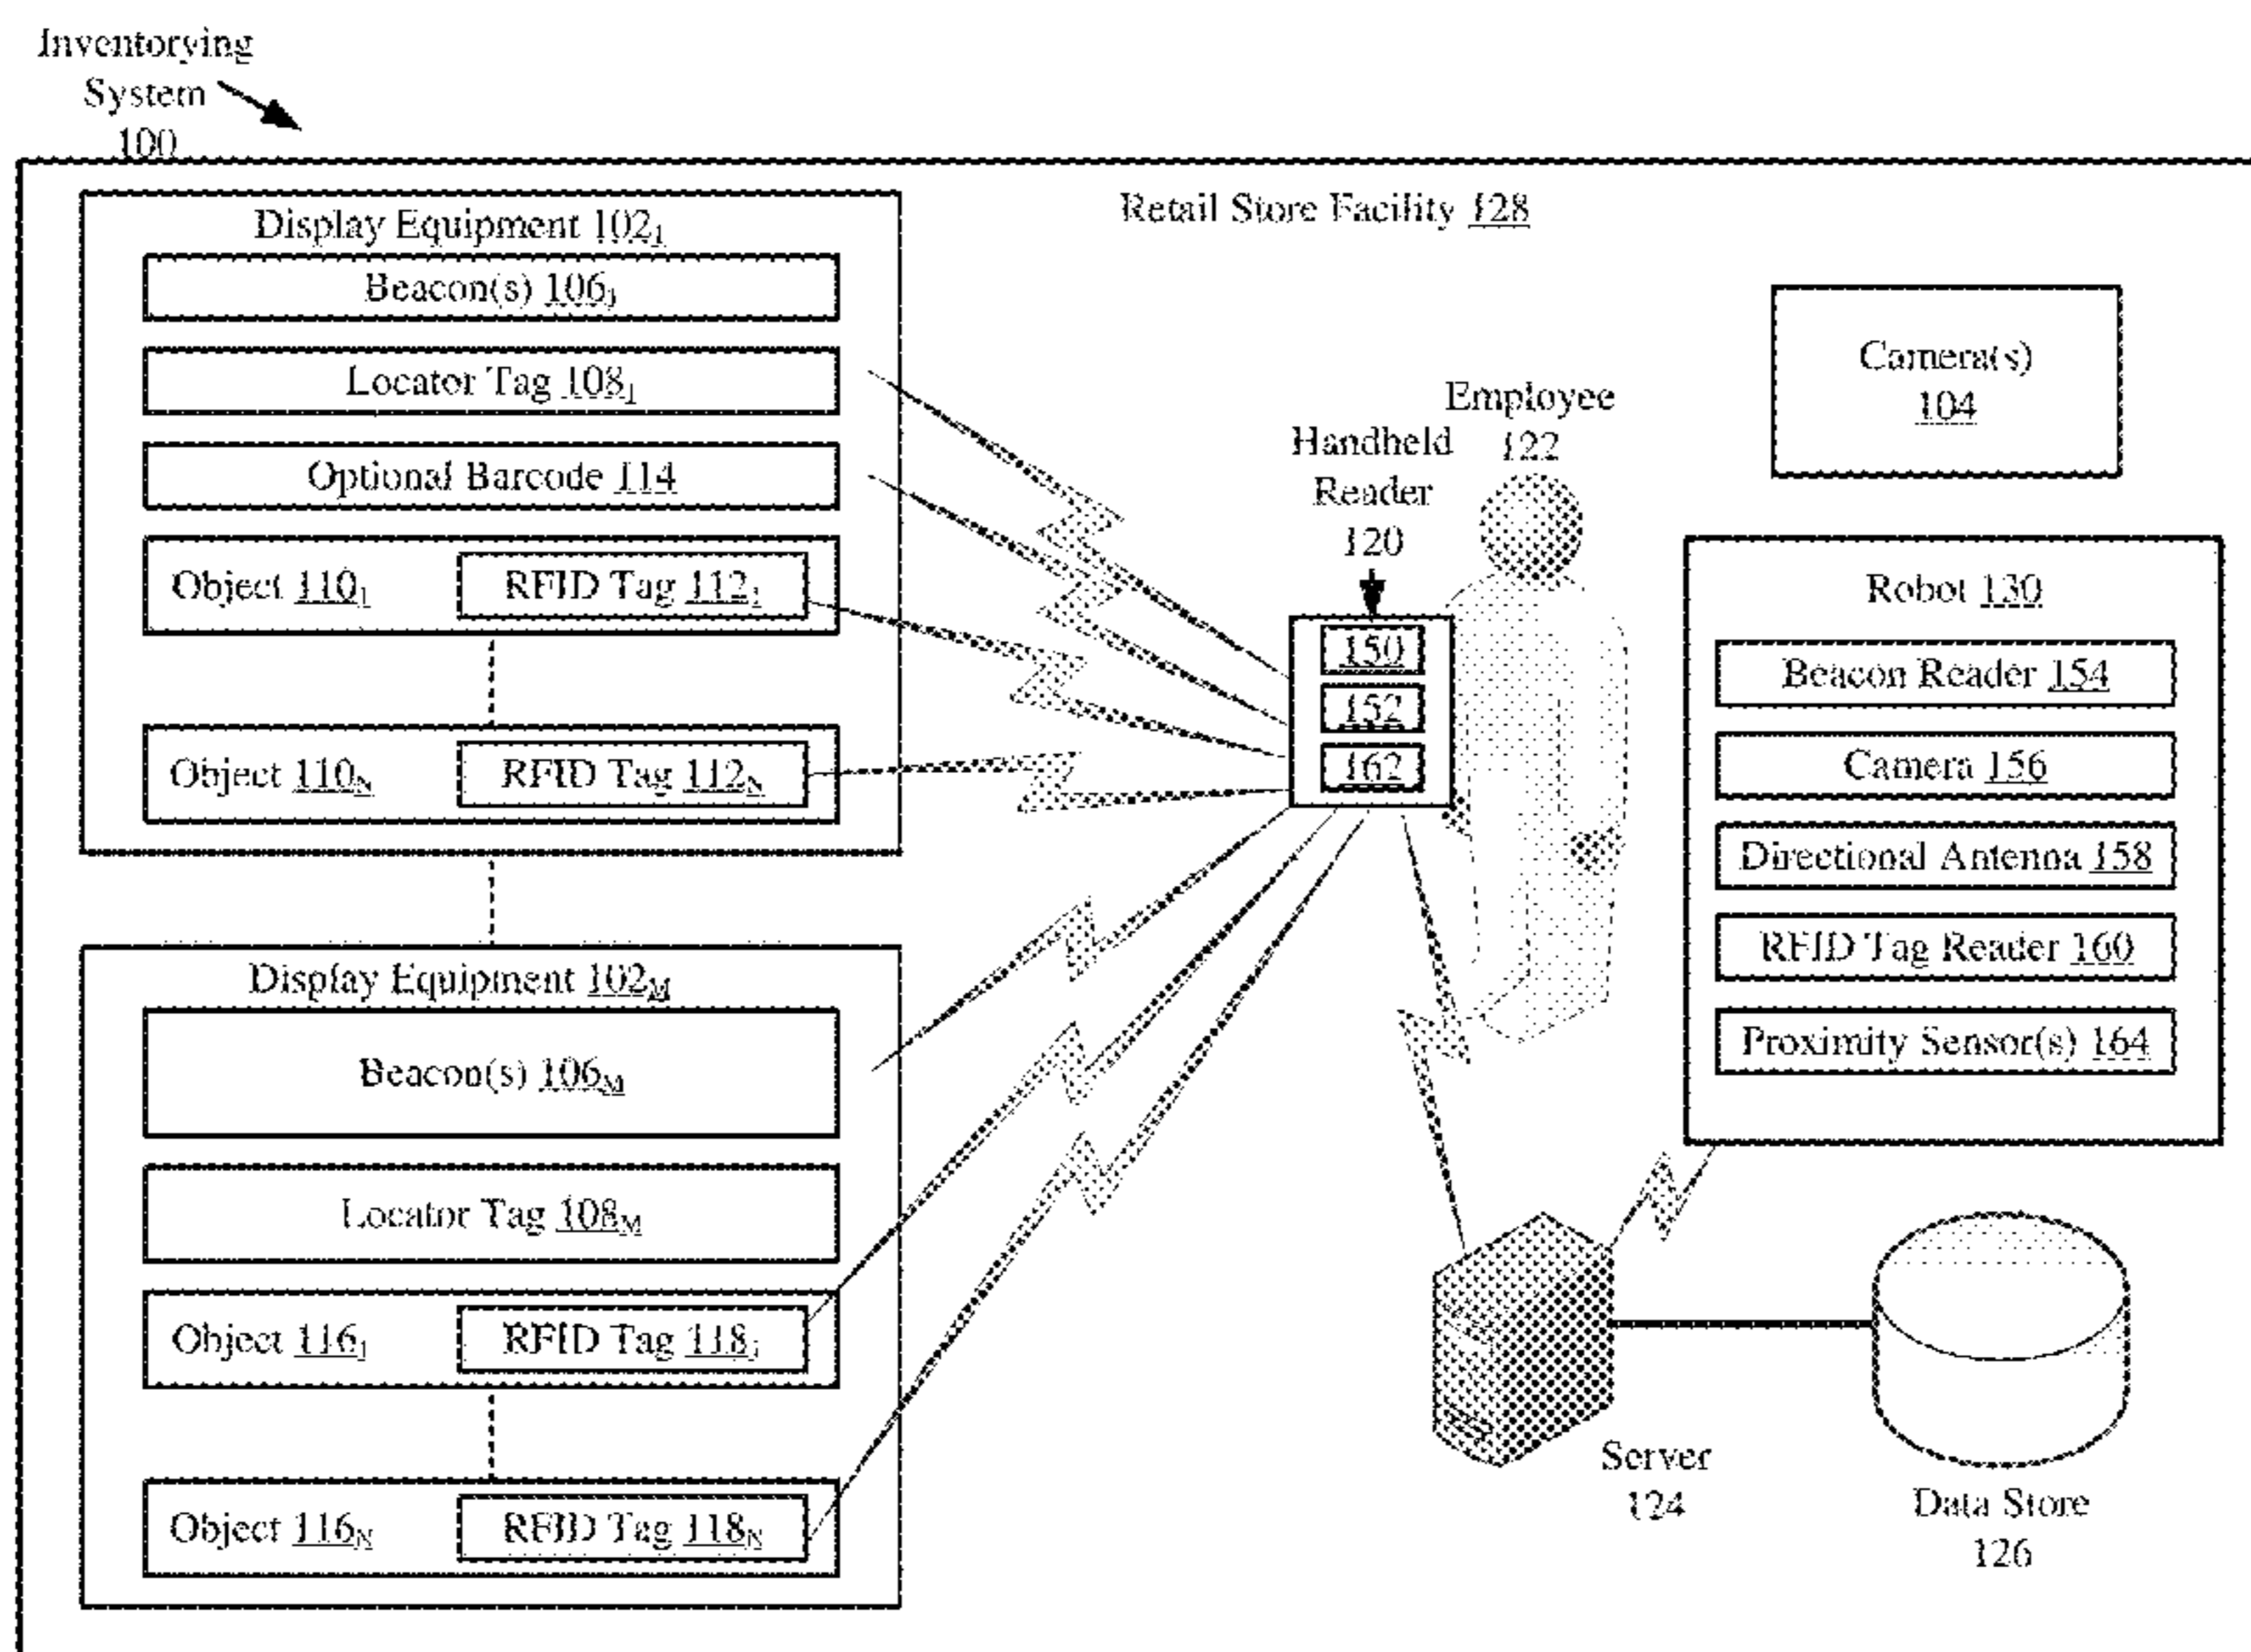 Inventorying
System
100
Retail Store Facility 128
Display Equipment 102₁
Beacon(s) 106₁
Locator Tag 108₁
Optional Barcode 114
Object 110₁ RFID Tag 112₁
Object 110N RFID Tag 112N
Display Equipment 102M
Beacon(s) 106M
Locator Tag 108M
Object 116₁ RFID Tag 118₁
Object 116N RFID Tag 118N
Employee
122
Handheld
Reader
120
150
152
162
Camera(s)
104
Robot 130
Beacon Reader 154
Camera 156
Directional Antenna 158
RFID Tag Reader 160
Proximity Sensor(s) 164
Server
124
Data Store
126